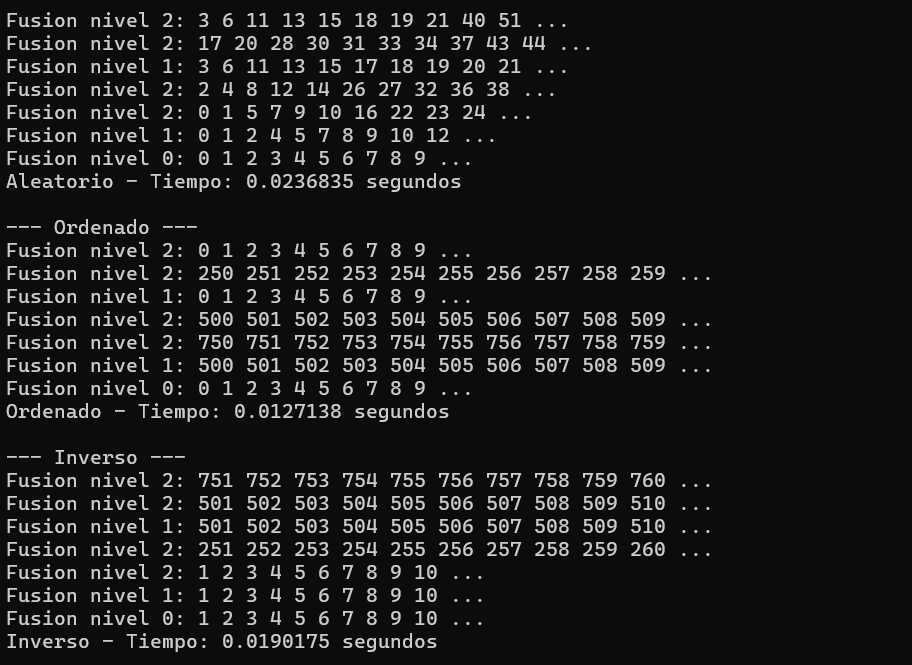 Fusion nivel 2: 3 6 11 13 15 18 19 21 40 51 ...
Fusion nivel 2: 17 20 28 30 31 33 34 37 43 44 ...
Fusion nivel 1: 3 6 11 13 15 17 18 19 20 21 ...
Fusion nivel 2: 2 4 8 12 14 26 27 32 36 38 ...
Fusion nivel 2: 0 1 5 7 9 10 16 22 23 24 ...
Fusion nivel 1: 0 1 2 4 5 7 8 9 10 12 ...
Fusion nivel 0: 0 1 2 3 4 5 6 7 8 9 ...
Aleatorio - Tiempo: 0.0236835 segundos
--- Ordenado ---
Fusion nivel 2: 0 1 2 3 4 5 6 7 8 9 ...
Fusion nivel 2: 250 251 252 253 254 255 256 257 258 259 ...
Fusion nivel 1: 0 1 2 3 4 5 6 7 8 9 ...
Fusion nivel 2: 500 501 502 503 504 505 506 507 508 509 ...
Fusion nivel 2: 750 751 752 753 754 755 756 757 758 759 ...
Fusion nivel 1: 500 501 502 503 504 505 506 507 508 509 ...
Fusion nivel 0: 0 1 2 3 4 5 6 7 8 9 ...
Ordenado - Tiempo: 0.0127138 segundos
--- Inverso ---
Fusion nivel 2: 751 752 753 754 755 756 757 758 759 760 ...
Fusion nivel 2: 501 502 503 504 505 506 507 508 509 510 ...
Fusion nivel 1: 501 502 503 504 505 506 507 508 509 510 ...
Fusion nivel 2: 251 252 253 254 255 256 257 258 259 260 ...
Fusion nivel 2: 1 2 3 4 5 6 7 8 9 10 ...
Fusion nivel 1: 1 2 3 4 5 6 7 8 9 10 ...
Fusion nivel 0: 1 2 3 4 5 6 7 8 9 10 ...
Inverso - Tiempo: 0.0190175 segundos